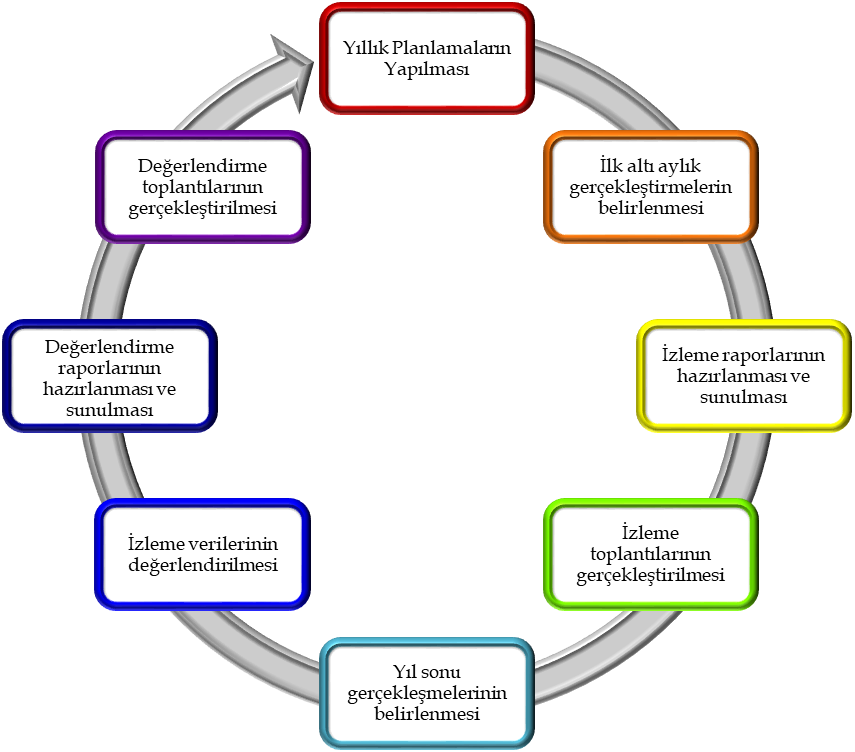 Yıllık Planlamaların
Yapılması
İlk altı aylık
gerçekleştirmelerin
belirlenmesi
İzleme raporlarının
hazırlanması ve
sunulması
İzleme
toplantılarının
gerçekleştirilmesi
Yıl sonu
gerçekleşmelerinin
belirlenmesi
İzleme verilerinin
değerlendirilmesi
Değerlendirme
raporlarının
hazırlanması ve
sunulması
Değerlendirme
toplantılarının
gerçekleştirilmesi